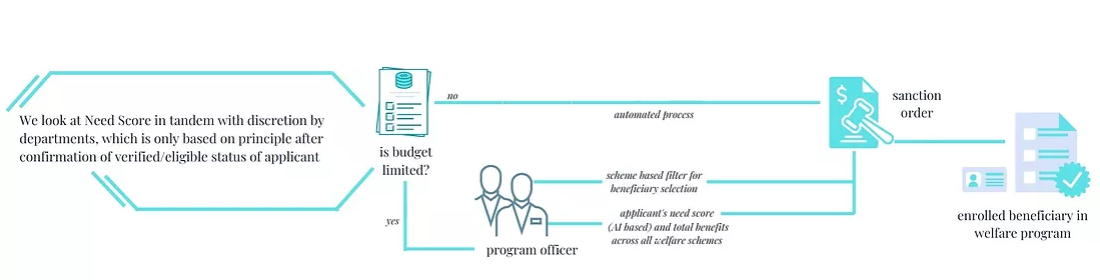 We look at Need Score in tandem with discretion by
departments, which is only based on principle after
confirmation of verified/eligible status of applicant
is budget
limited?
no
automated process
yes
program officer
scheme based filter for
beneficiary selection
applicant's need score
(AI based) and total benefits
across all welfare schemes
$
sanction
order
enrolled beneficiary in
welfare program